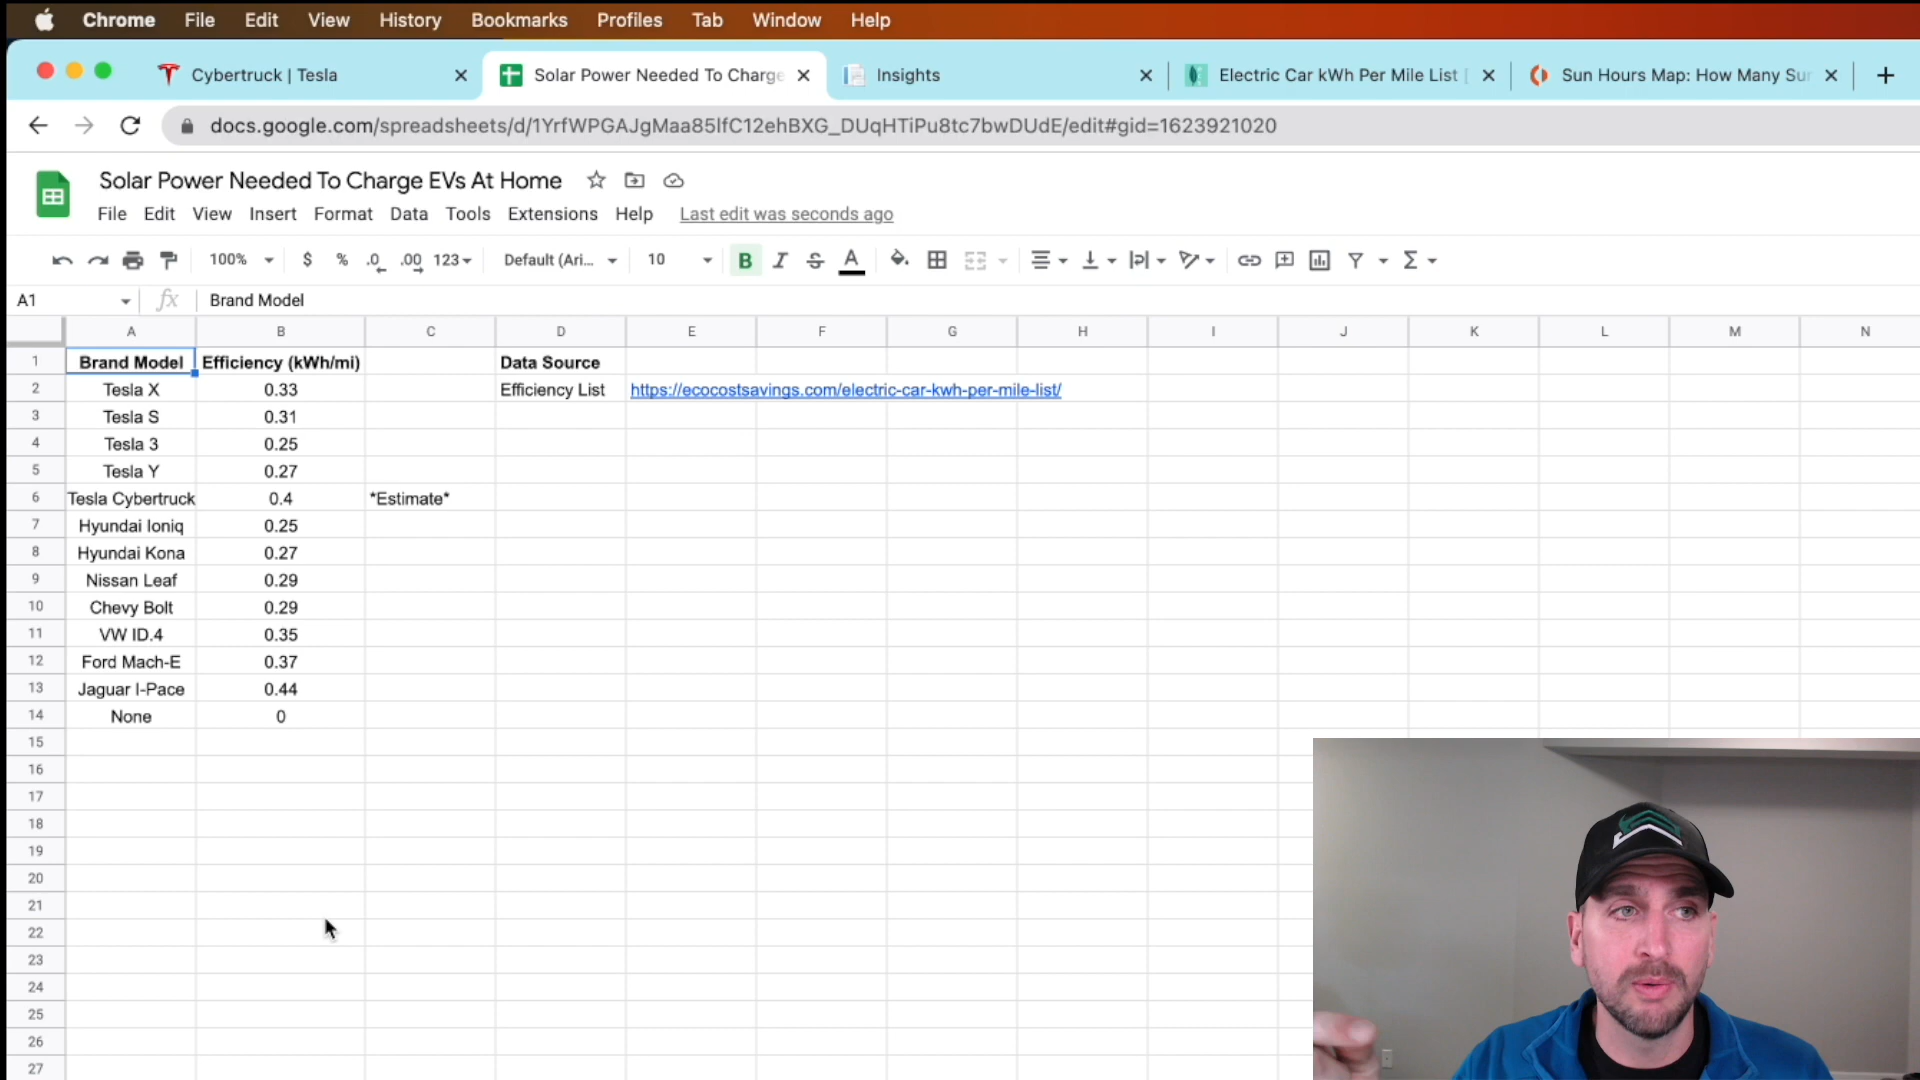 Chrome File Edit View History Bookmarks Profiles Tab Window Help
Cybertruck | Tesla
Solar Power Needed To Charge
Insights
Electric Car kWh Per Mile List
Sun Hours Map: How Many Sun
docs.google.com/spreadsheets/d/1YrfWPGAJgMaa85lfC12ehBXG_DUqHTiPu8tc7bwDUdE/edit#gid=1623921020
Solar Power Needed To Charge EVs At Home
File Edit View Insert Format Data Tools Extensions Help Last edit was seconds ago
100% $ % .0 .00 123 Default (Ari... 10 B I S A
A1 fx Brand Model
A B C D E F G H I J K L M N
1 Brand Model Efficiency (kWh/mi) Data Source
2 Tesla X 0.33 Efficiency List https://ecocostsavings.com/electric-car-kwh-per-mile-list/
3 Tesla S 0.31
4 Tesla 3 0.25
5 Tesla Y 0.27
6 Tesla Cybertruck 0.4 *Estimate*
7 Hyundai Ioniq 0.25
8 Hyundai Kona 0.27
9 Nissan Leaf 0.29
10 Chevy Bolt 0.29
11 VW ID.4 0.35
12 Ford Mach-E 0.37
13 Jaguar I-Pace 0.44
14 None 0
15
16
17
18
19
20
21
22
23
24
25
26
27